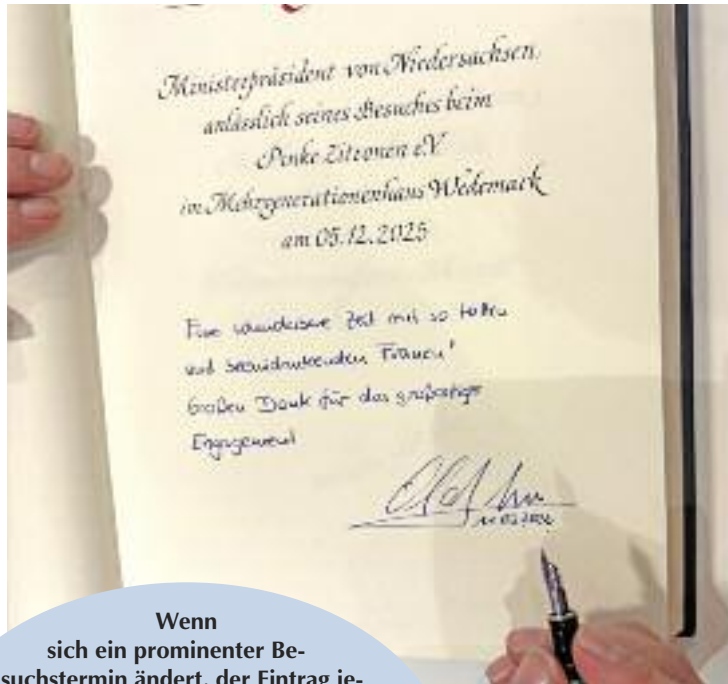 Ministerpräsident von Niedersachsen
anlässlich seines Besuches beim
Pinke Zitronen e.V
im Mehrgenerationenhaus Wedemark
am 05.12.2025
Eine wunderbare Zeit mit so tollen
und beeindruckenden Frauen!
Großen Dank für das großartige
Engagement
Wenn
sich ein prominenter Be-
suchstermin ändert, der Eintrag je-